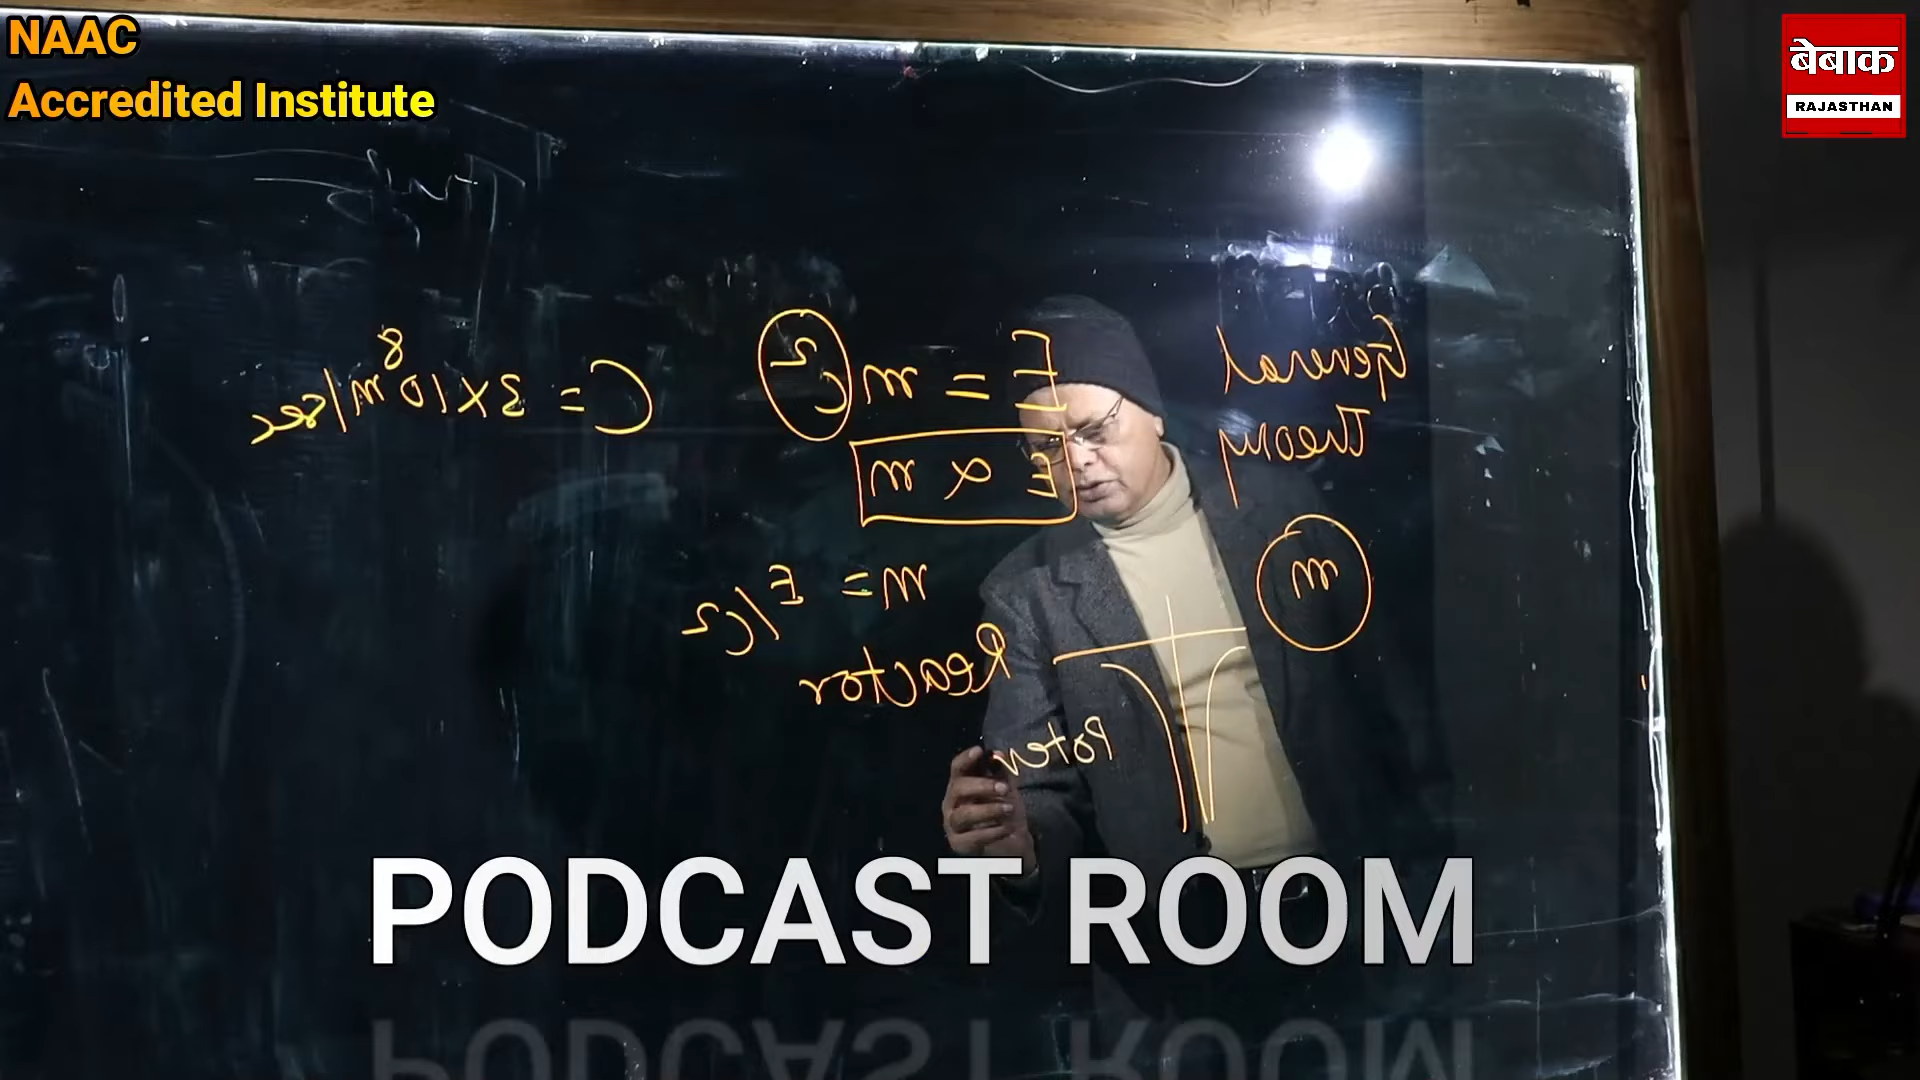 NAAC
Accredited Institute
बेबाक
RAJASTHAN
General
Theory
m
E = mc²
E ∝ m
m = E/c²
Reactor
Poten
C = 3×10⁸ m/sec
PODCAST ROOM